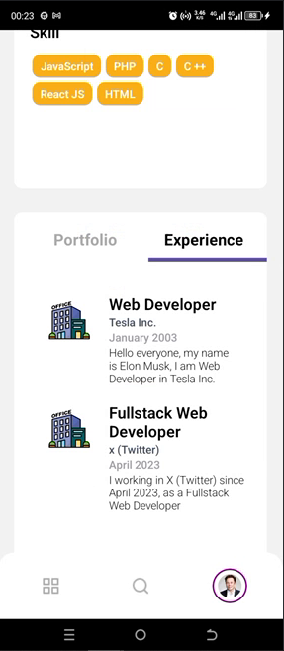 00:23
3.46
K/S
4G
4G
83
Skill
JavaScript PHP C C ++
React JS HTML
Portfolio Experience
OFFICE
Web Developer
Tesla Inc.
January 2003
Hello everyone, my name
is Elon Musk, I am Web
Developer in Tesla Inc.
OFFICE
Fullstack Web
Developer
x (Twitter)
April 2023
I working in X (Twitter) since
April 2023, as a Fullstack
Web Developer